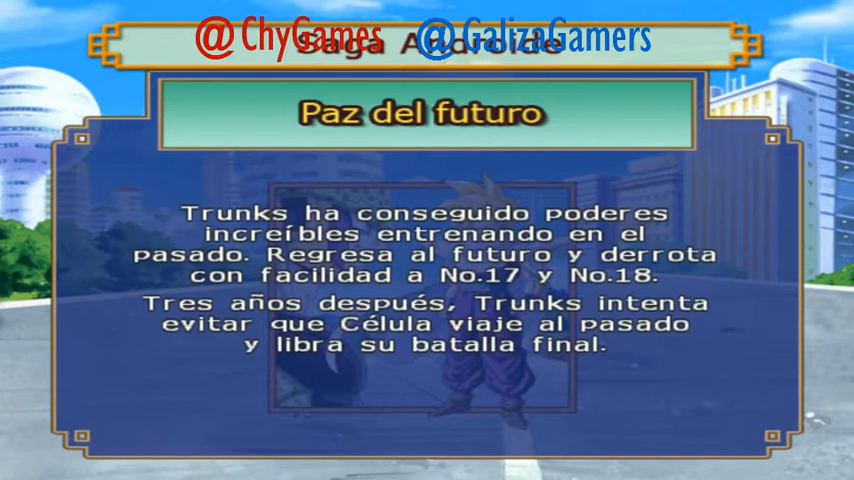 @ChyGames @GalizaGamers
Saga Androide
Paz del futuro
Trunks ha conseguido poderes
increíbles entrenando en el
pasado. Regresa al futuro y derrota
con facilidad a No.17 y No.18.
Tres años después, Trunks intenta
evitar que Célula viaje al pasado
y libra su batalla final.